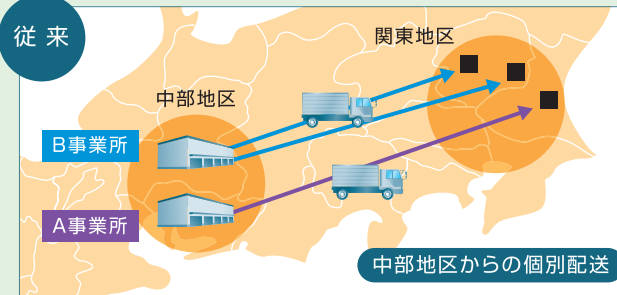 従来
関東地区
中部地区
B事業所
A事業所
中部地区からの個別配送